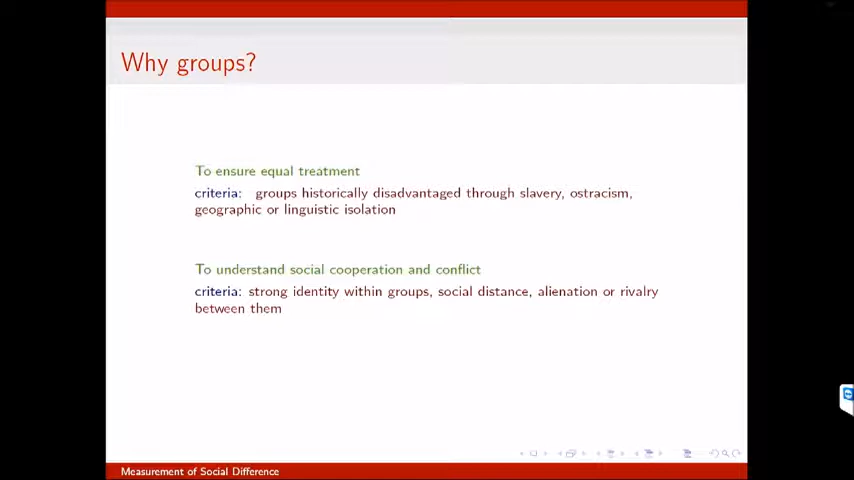 Why groups?
To ensure equal treatment
criteria: groups historically disadvantaged through slavery, ostracism,
geographic or linguistic isolation
To understand social cooperation and conflict
criteria: strong identity within groups, social distance, alienation or rivalry
between them
Measurement of Social Difference